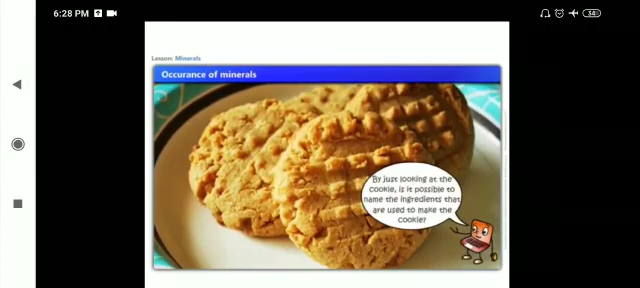 6:28 PM
34
Lesson: Minerals
Occurance of minerals
By just looking at the
cookie, is it possible to
name the ingredients that
are used to make the
cookie?